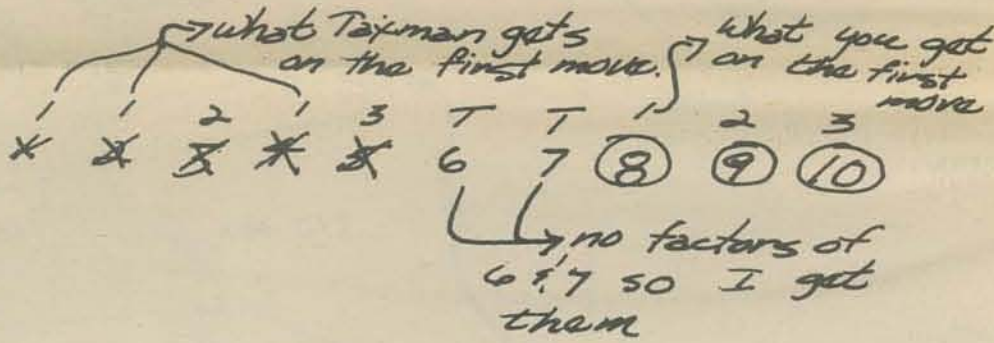 what Taxman gets
on the first move.
what you get
on the first
move
1 1 2 1 3 T T 1 2 3
1 2 3 4 5 6 7 8 9 10
no factors of
6 & 7 so I get
them